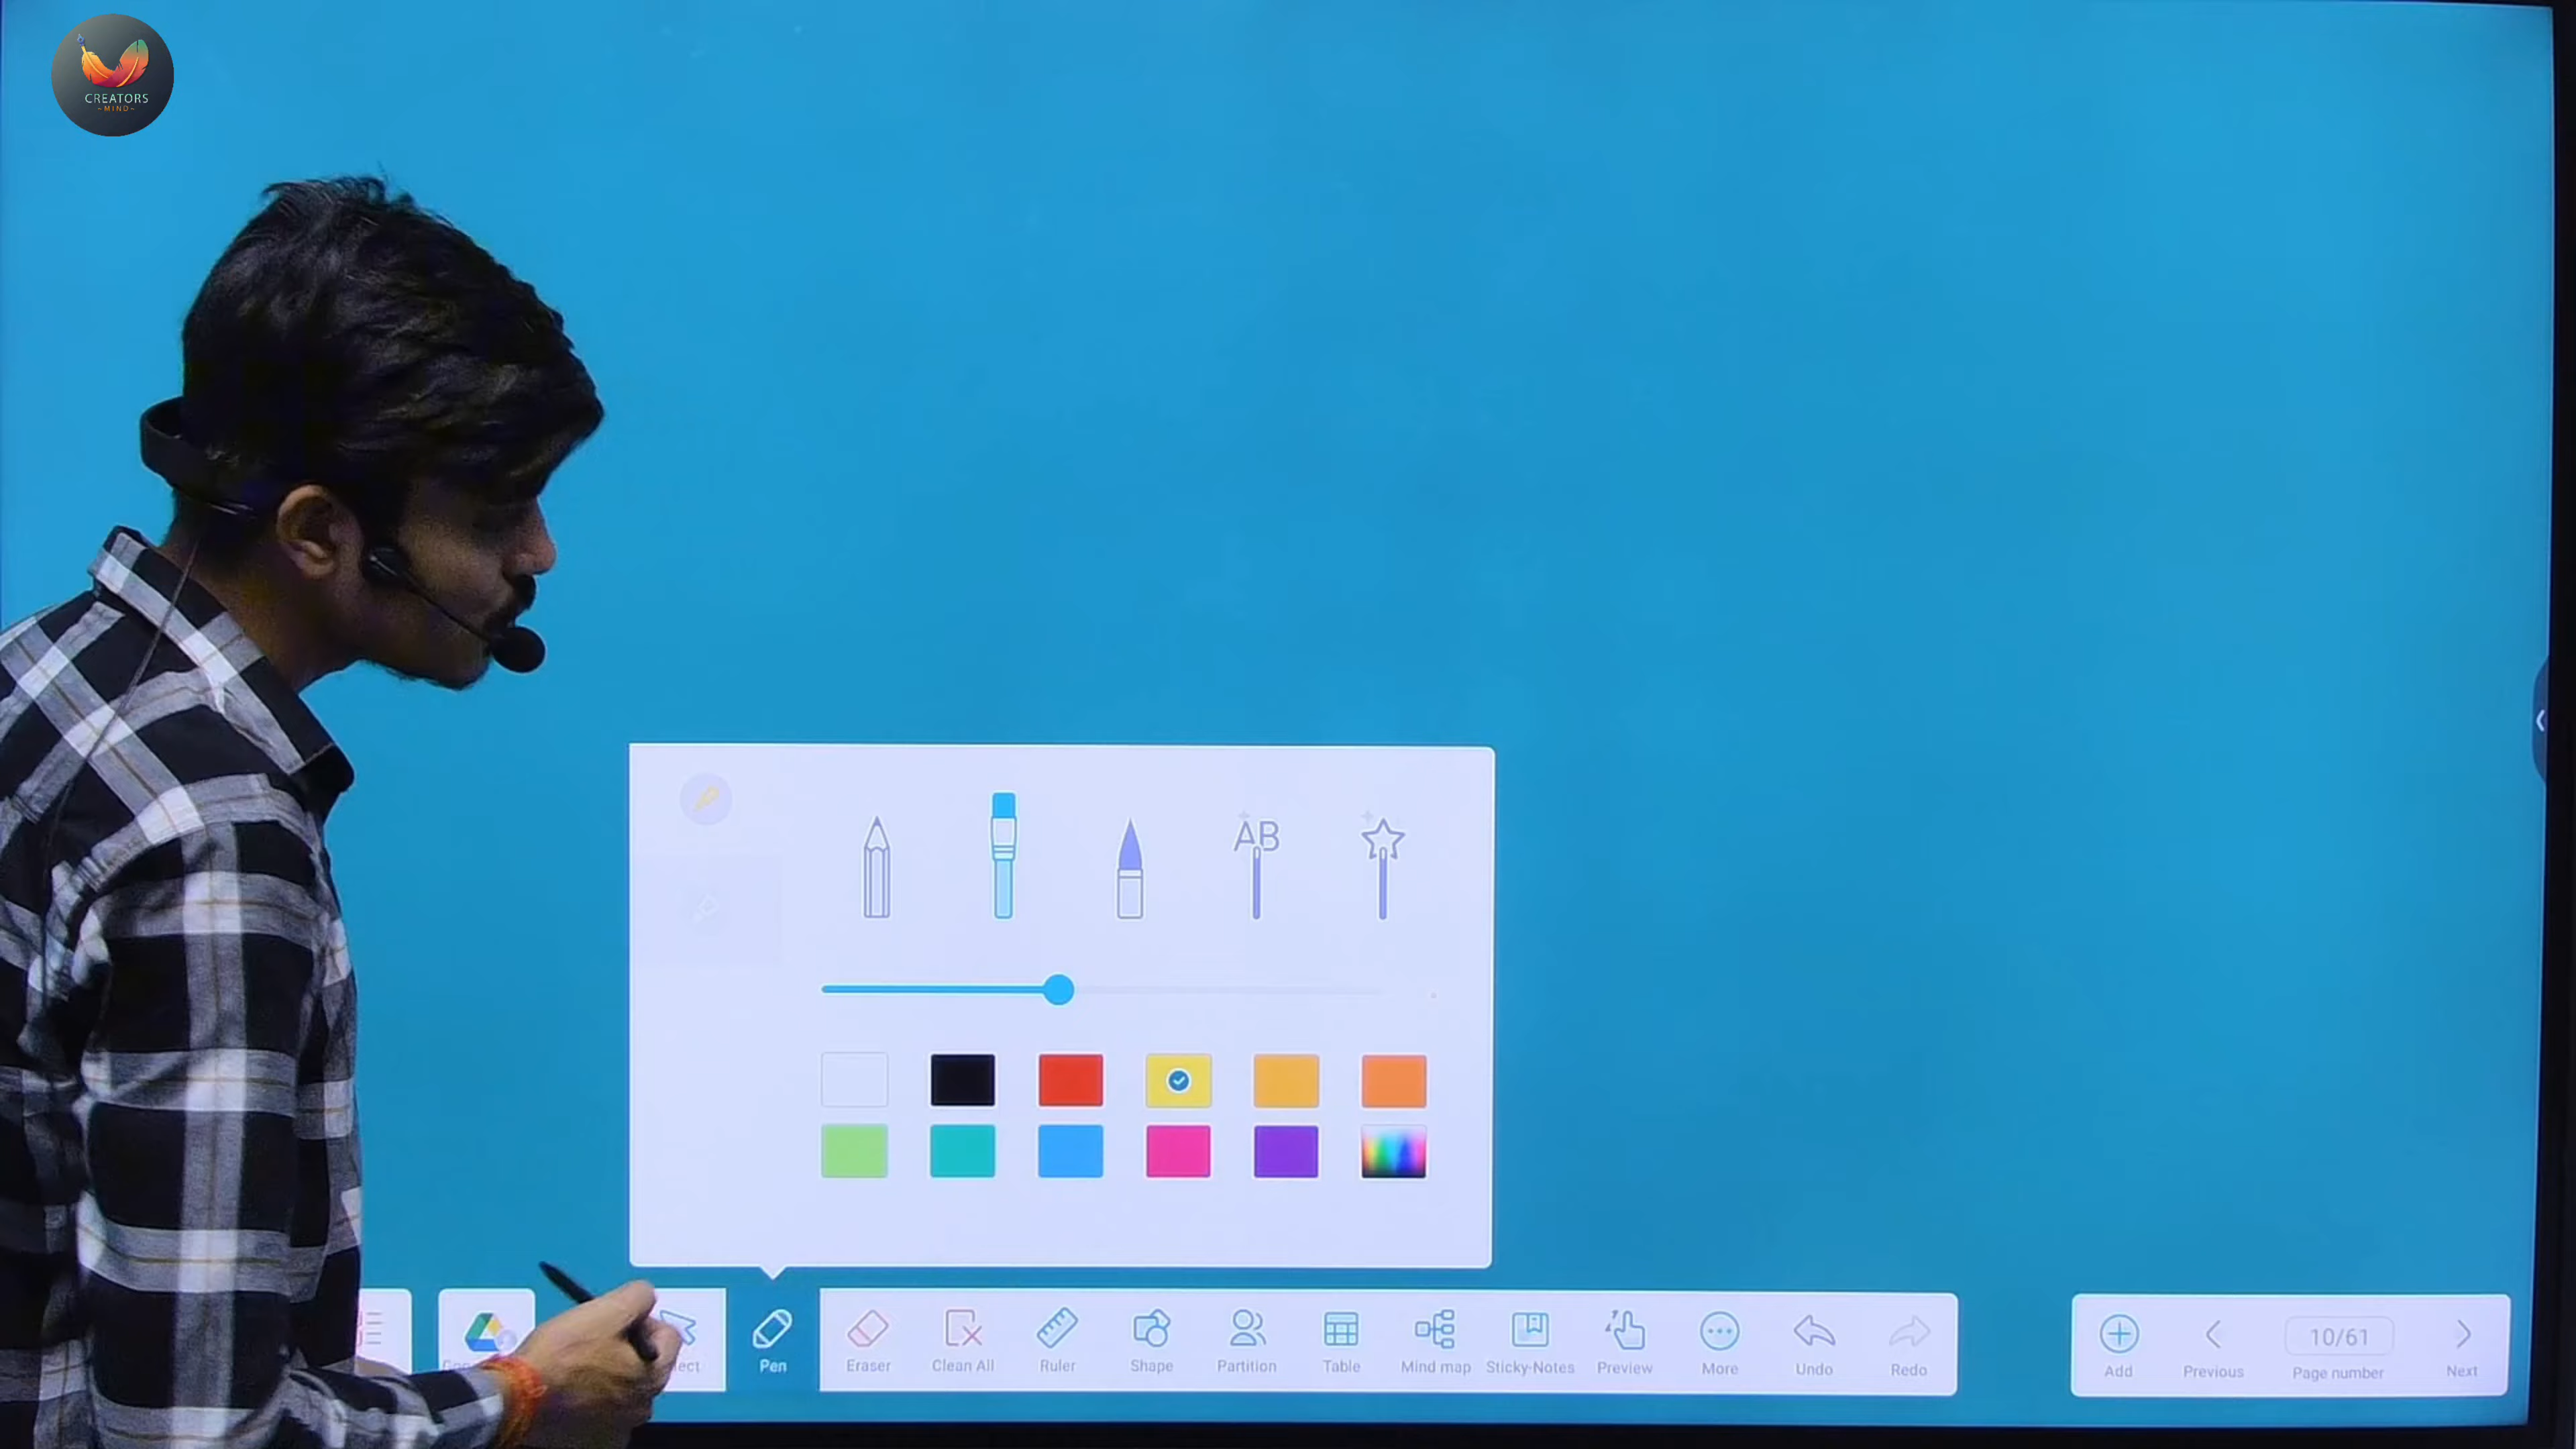 CREATORS
~MIND~
AB
Pen
Eraser
Clean All
Ruler
Shape
Partition
Table
Mind map
Sticky-Notes
Preview
More
Undo
Redo
Add
Previous
10/61
Page number
Next